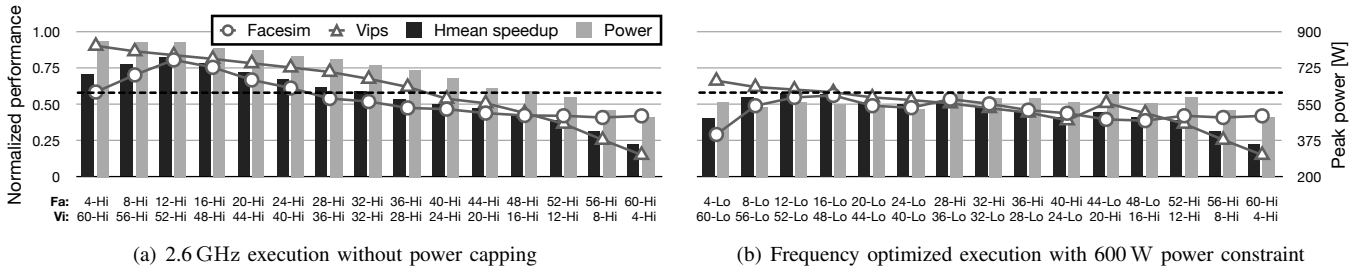 Facesim Vips Hmean speedup Power
Normalized performance
1.00
0.75
0.50
0.25
0
Fa: 4-Hi 8-Hi 12-Hi 16-Hi 20-Hi 24-Hi 28-Hi 32-Hi 36-Hi 40-Hi 44-Hi 48-Hi 52-Hi 56-Hi 60-Hi
Vi: 60-Hi 56-Hi 52-Hi 48-Hi 44-Hi 40-Hi 36-Hi 32-Hi 28-Hi 24-Hi 20-Hi 16-Hi 12-Hi 8-Hi 4-Hi
(a) 2.6 GHz execution without power capping
900
725
550
375
200
Peak power [W]
4-Lo 8-Lo 12-Lo 16-Lo 20-Lo 24-Lo 28-Hi 32-Hi 36-Lo 40-Hi 44-Lo 48-Hi 52-Hi 56-Hi 60-Hi
60-Lo 56-Lo 52-Lo 48-Lo 44-Lo 40-Lo 36-Lo 32-Lo 28-Lo 24-Lo 20-Hi 16-Hi 12-Hi 8-Hi 4-Hi
(b) Frequency optimized execution with 600 W power constraint